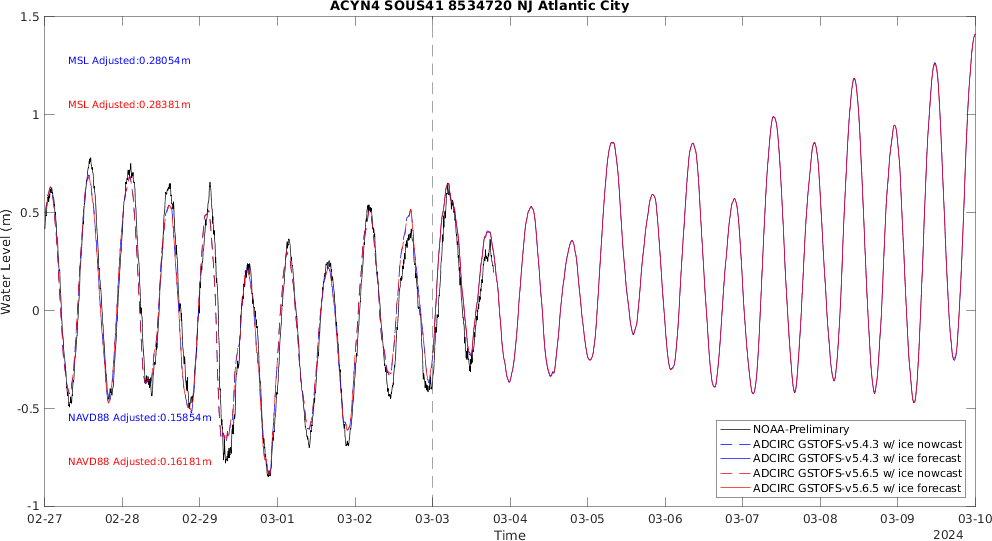 ACYN4 SOUS41 8534720 NJ Atlantic City
1.5
1
0.5
0
-0.5
-1
Water Level (m)
MSL Adjusted:0.28054m
MSL Adjusted:0.28381m
NAVD88 Adjusted:0.15854m
NAVD88 Adjusted:0.16181m
NOAA-Preliminary
ADCIRC GSTOFS-v5.4.3 w/ ice nowcast
ADCIRC GSTOFS-v5.4.3 w/ ice forecast
ADCIRC GSTOFS-v5.6.5 w/ ice nowcast
ADCIRC GSTOFS-v5.6.5 w/ ice forecast
02-27 02-28 02-29 03-01 03-02 03-03 03-04 03-05 03-06 03-07 03-08 03-09 03-10
Time
2024